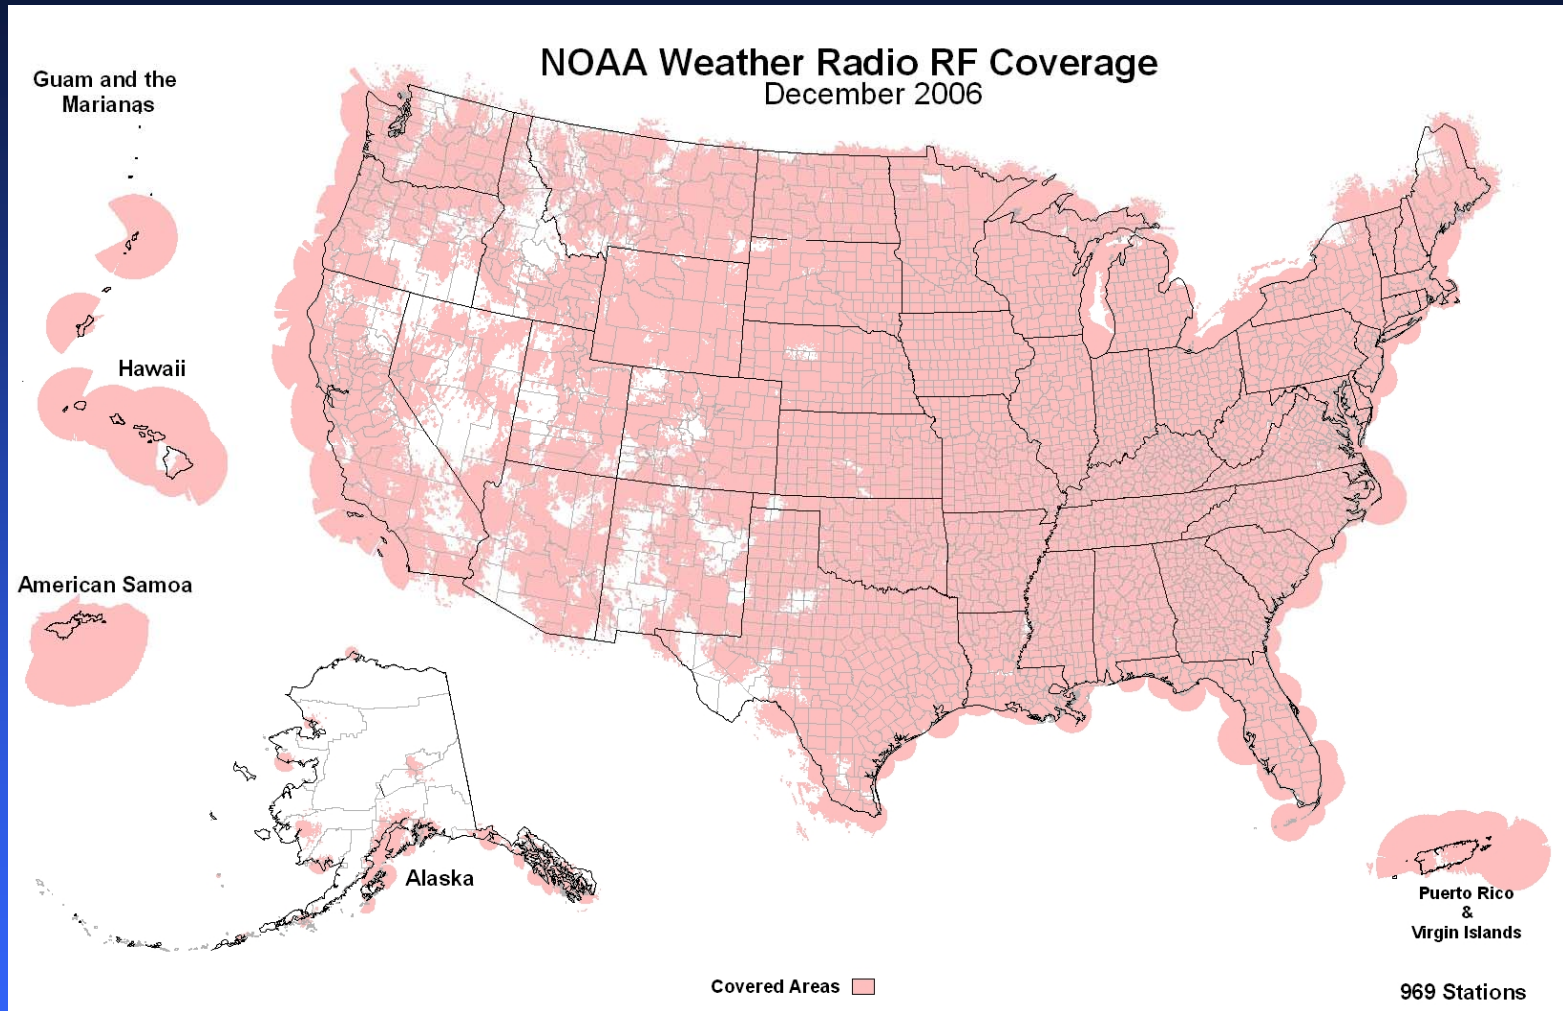 NOAA Weather Radio RF Coverage
December 2006
Guam and the
Marianas
Hawaii
American Samoa
Alaska
Puerto Rico
&
Virgin Islands
Covered Areas
969 Stations